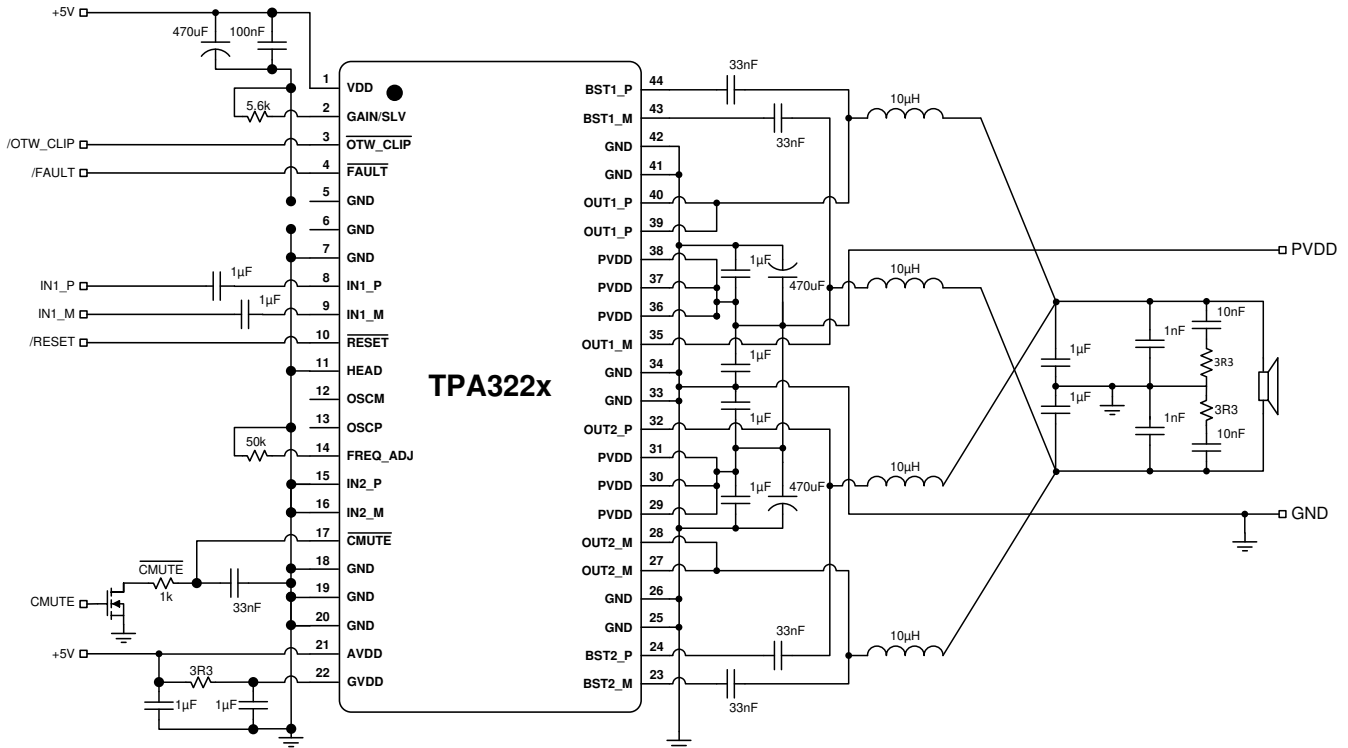 +5V
470uF
100nF
5.6k
/OTW_CLIP
/FAULT
1µF
IN1_P
1µF
IN1_M
/RESET
50k
CMUTE
1k
33nF
CMUTE
+5V
3R3
1µF
1µF
1 VDD
2 GAIN/SLV
3 OTW_CLIP
4 FAULT
5 GND
6 GND
7 GND
8 IN1_P
9 IN1_M
10 RESET
11 HEAD
12 OSCM
13 OSCP
14 FREQ_ADJ
15 IN2_P
16 IN2_M
17 CMUTE
18 GND
19 GND
20 GND
21 AVDD
22 GVDD
TPA322x
BST1_P 44
BST1_M 43
GND 42
GND 41
OUT1_P 40
OUT1_P 39
PVDD 38
PVDD 37
PVDD 36
OUT1_M 35
GND 34
GND 33
OUT2_P 32
PVDD 31
PVDD 30
PVDD 29
OUT2_M 28
OUT2_M 27
GND 26
GND 25
BST2_P 24
BST2_M 23
33nF
33nF
1µF
470uF
1µF
1µF
1µF
470uF
33nF
33nF
10µH
10µH
10µH
10µH
PVDD
1µF
1µF
1nF
1nF
10nF
3R3
3R3
10nF
GND